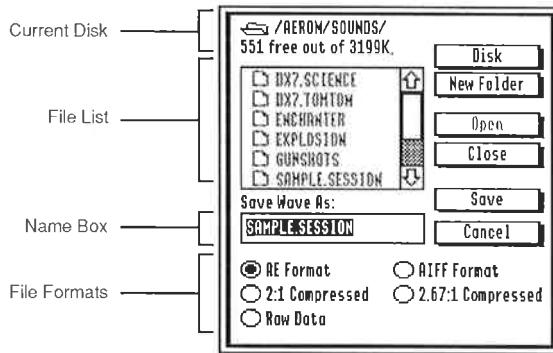 Current Disk
/AEROM/SOUNDS/
551 free out of 3199K.
Disk
New Folder
File List
DX7.SCIENCE
DX7.TOMTOM
ENCHANTER
EXPLOSION
GUNSHOTS
SAMPLE.SESSION
Open
Close
Save
Cancel
Name Box
Save Wave As:
SAMPLE.SESSION
File Formats
AE Format
AIFF Format
2:1 Compressed
2.67:1 Compressed
Raw Data